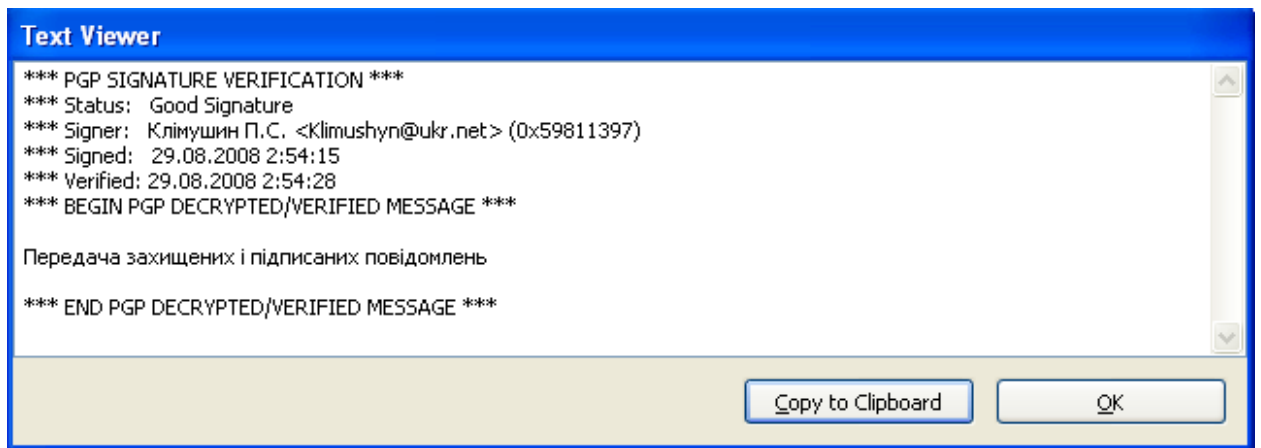 Text Viewer
*** PGP SIGNATURE VERIFICATION ***
*** Status:   Good Signature
*** Signer:   Клімушин П.С. <Klimushyn@ukr.net> (0x59811397)
*** Signed:   29.08.2008 2:54:15
*** Verified: 29.08.2008 2:54:28
*** BEGIN PGP DECRYPTED/VERIFIED MESSAGE ***
Передача захищених і підписаних повідомлень
*** END PGP DECRYPTED/VERIFIED MESSAGE ***
Copy to Clipboard OK